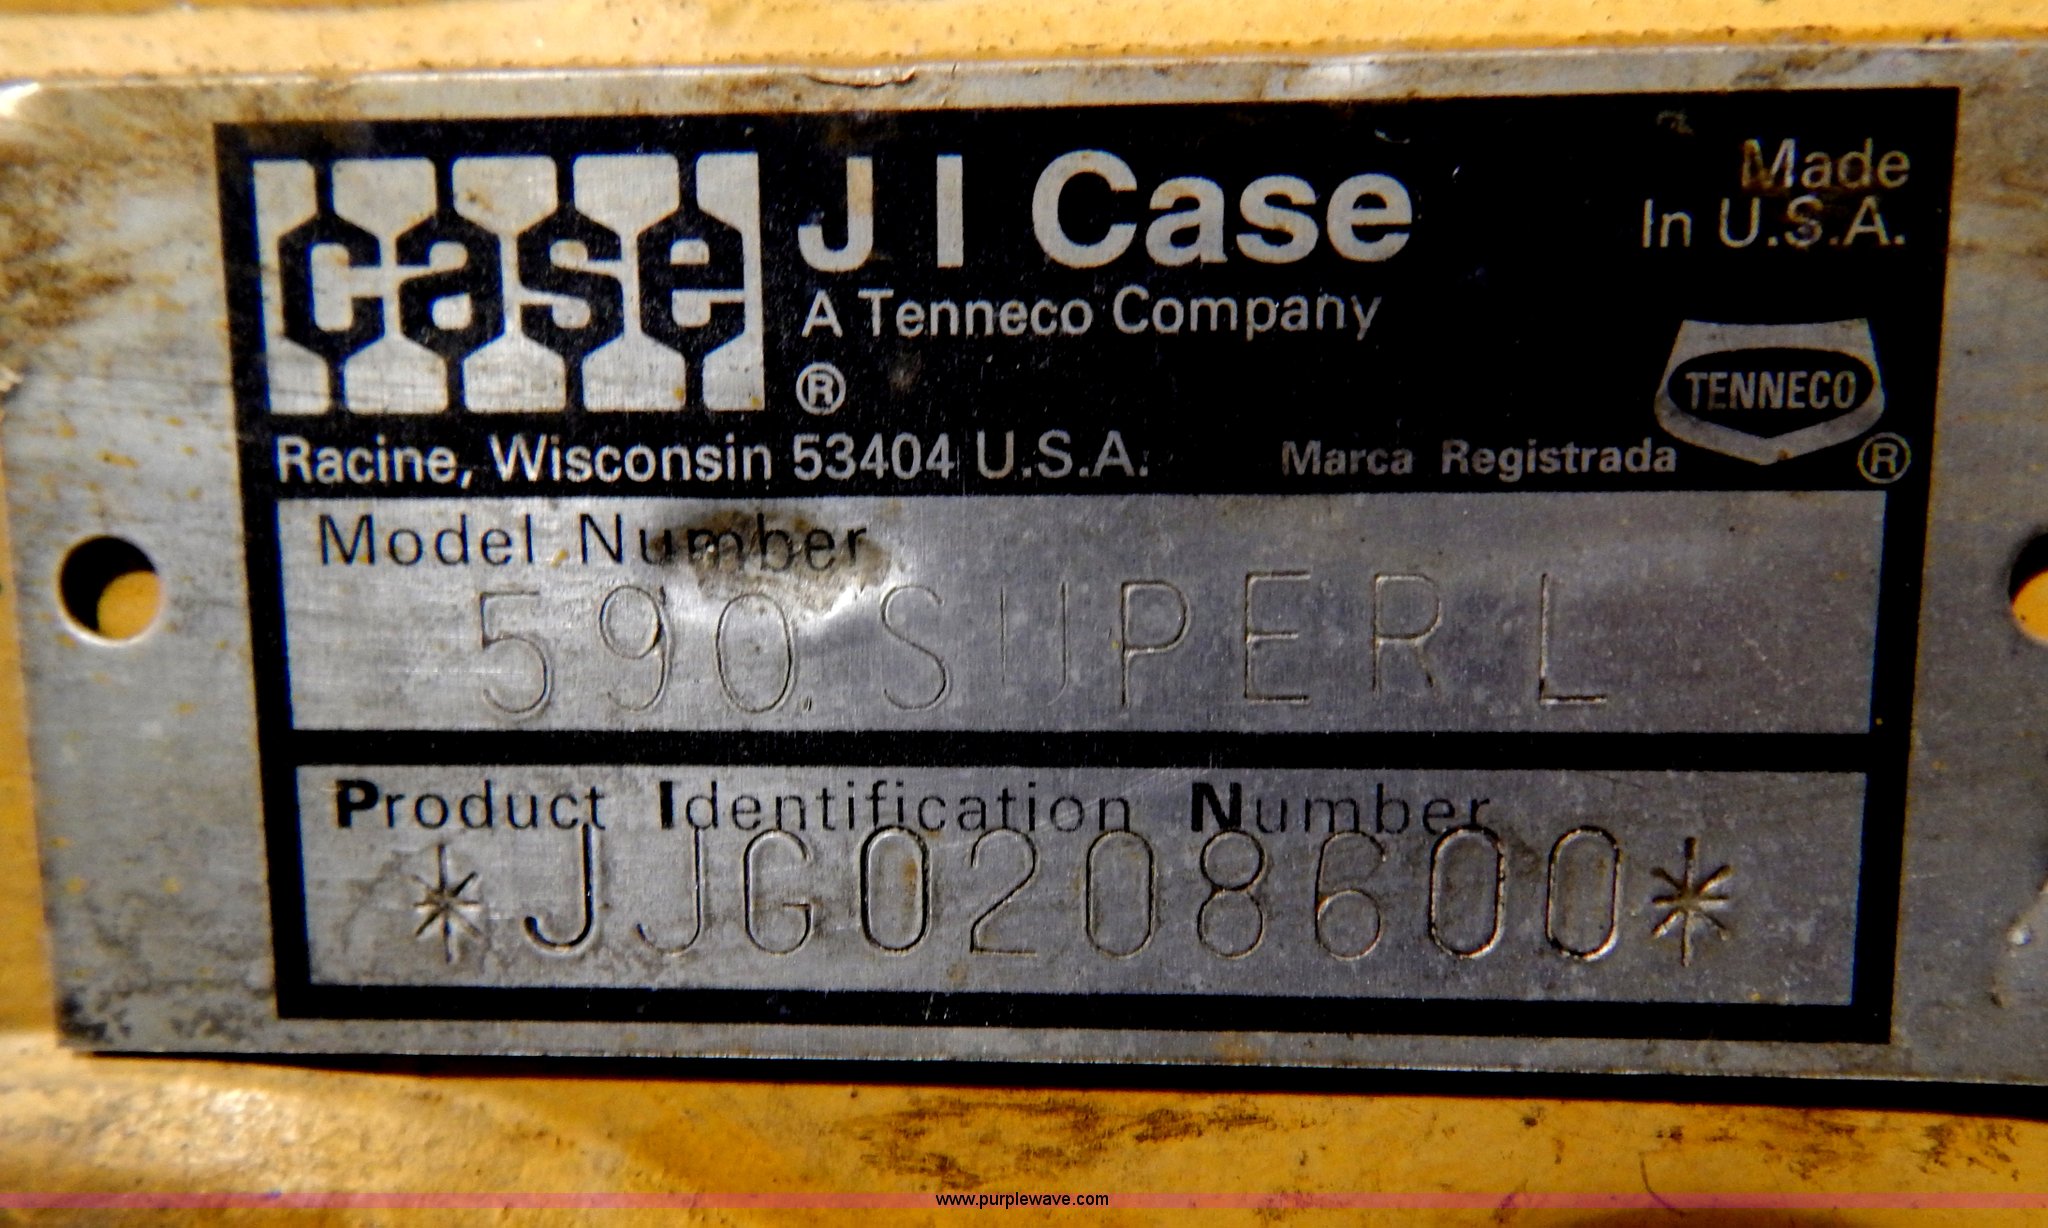 case
J I Case
A Tenneco Company
®
Made
In U.S.A.
TENNECO
®
Racine, Wisconsin 53404 U.S.A.
Marca Registrada
Model Number
590 SUPER L
Product Identification Number
*JJG0208600*
www.purplewave.com